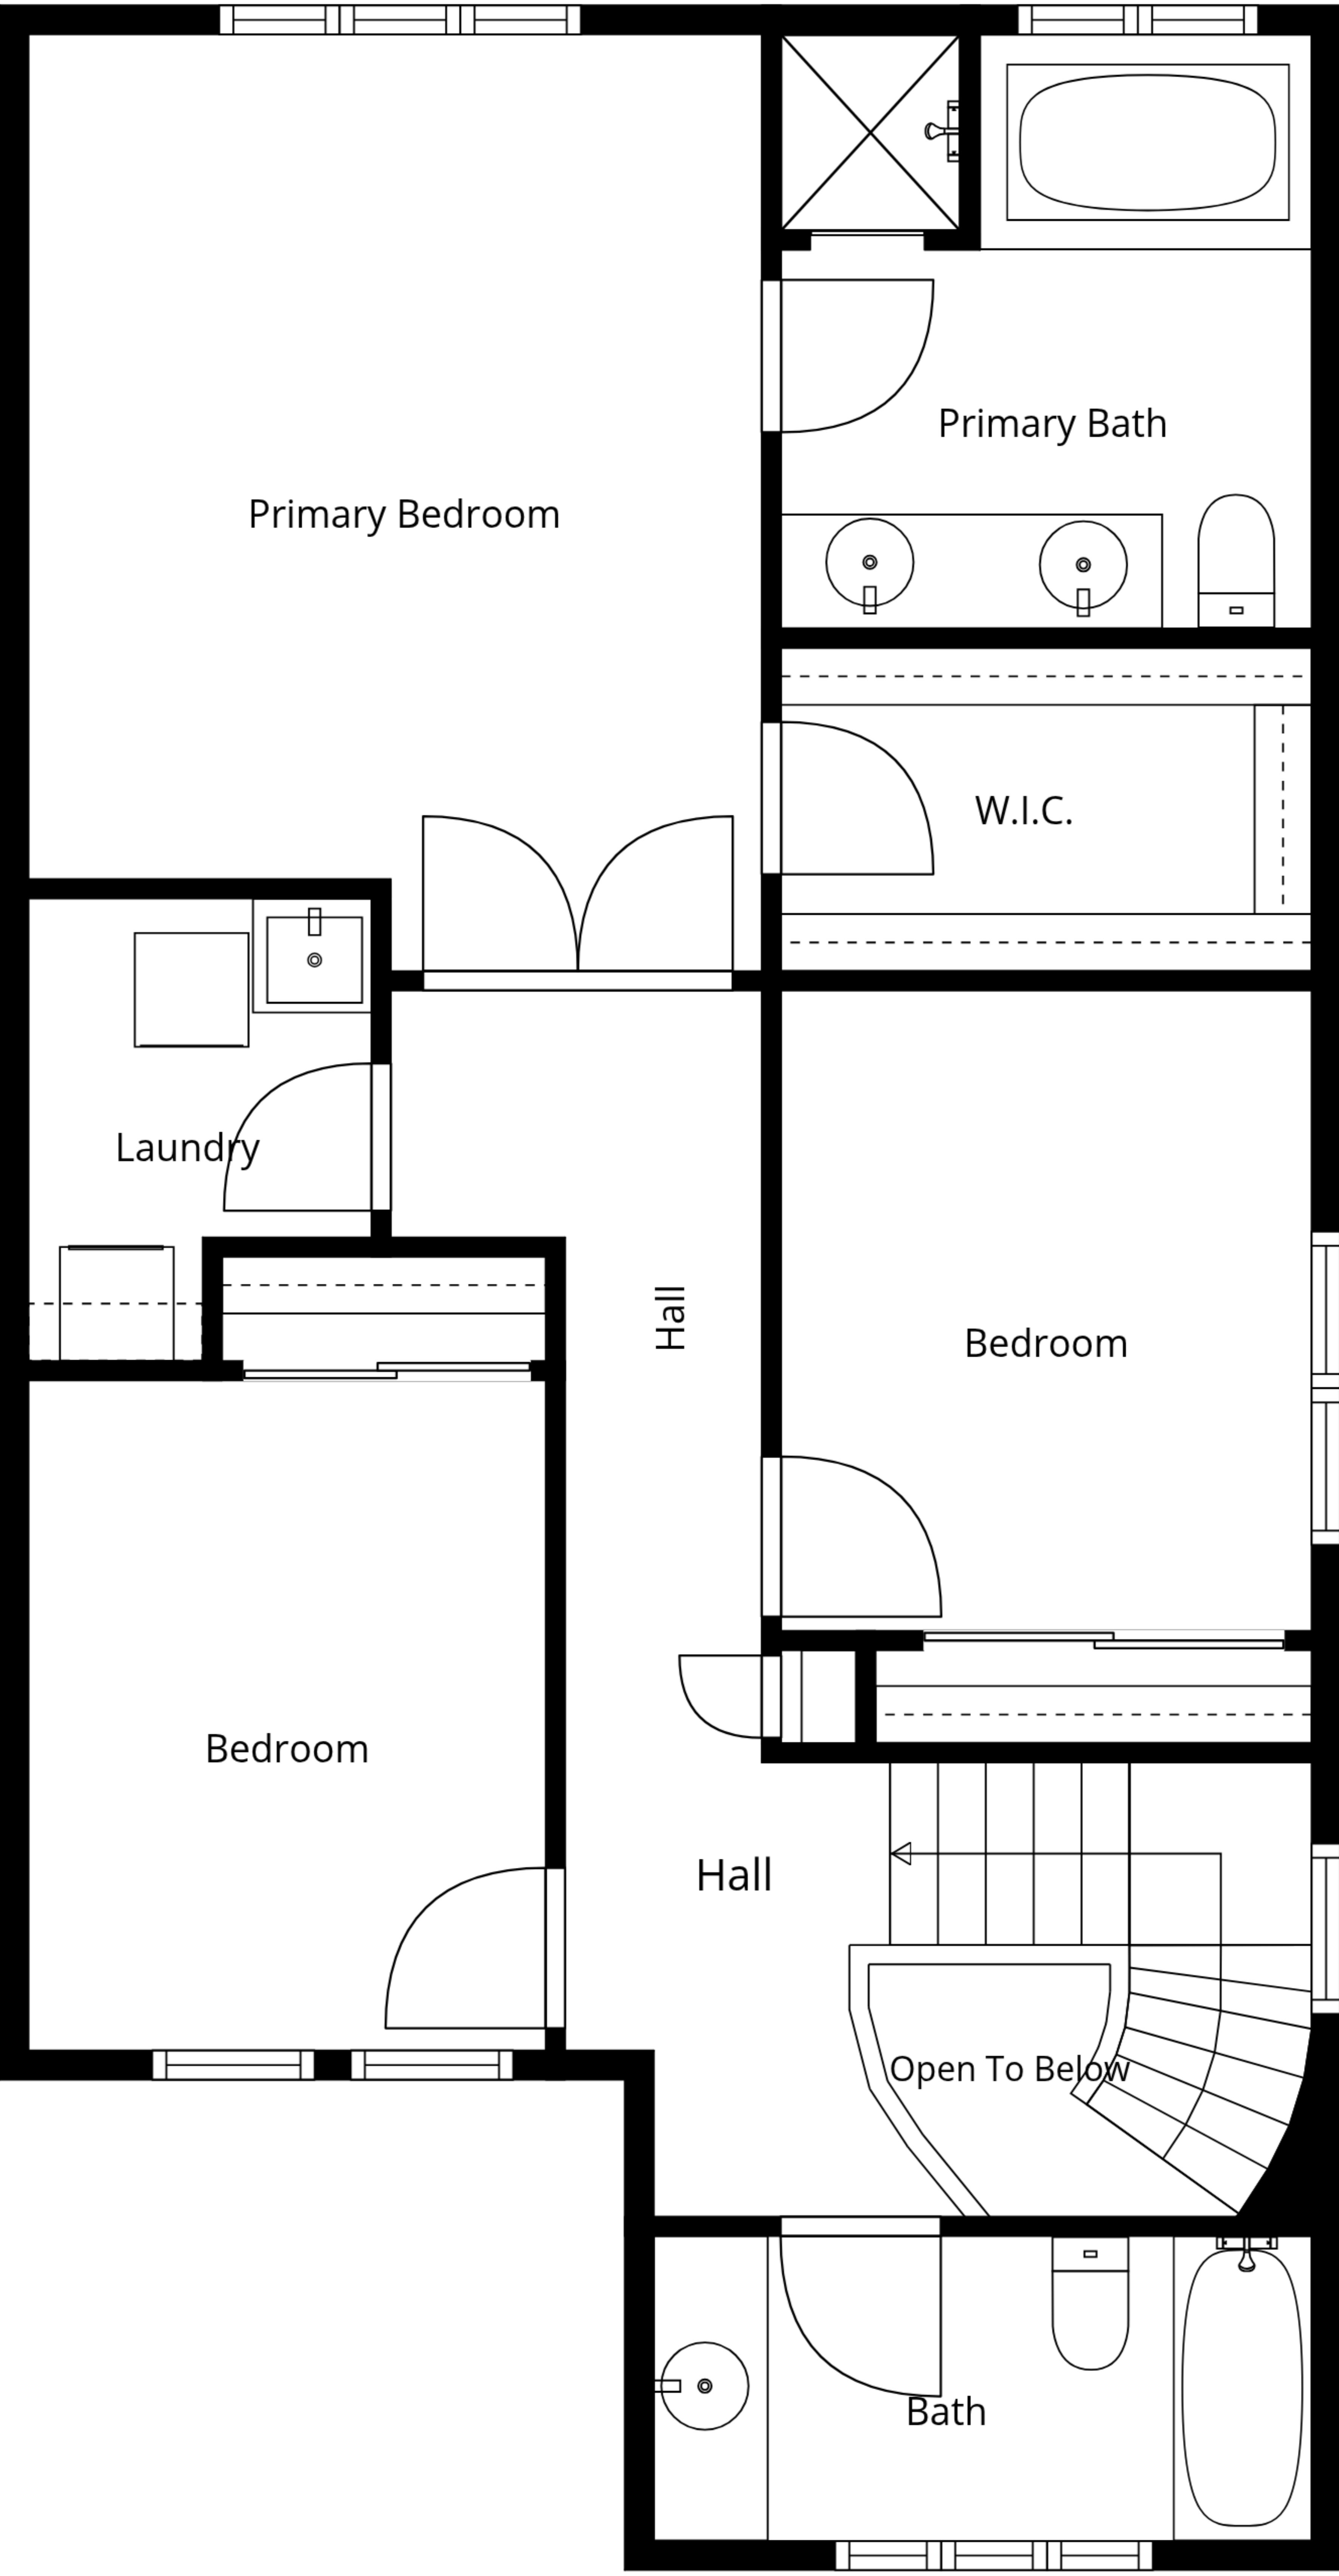 Primary Bath
Primary Bedroom
W.I.C.
Laundry
Hall
Bedroom
Bedroom
Hall
Open To Below
Bath